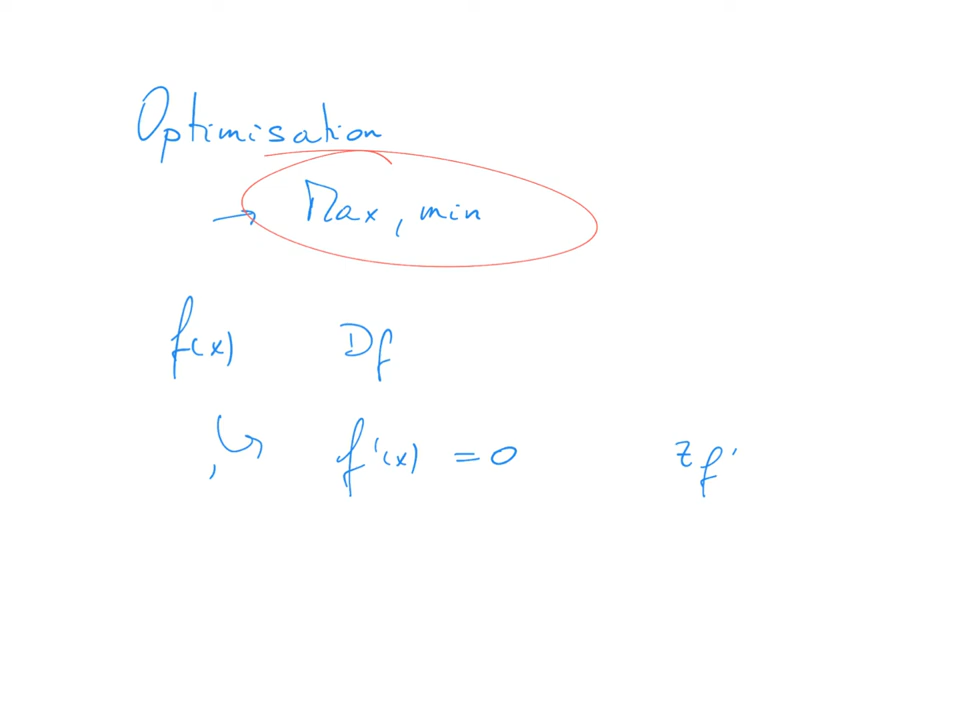 Optimisation
→ Max, min
f(x) Df
↪ f'(x) = 0 Zf'